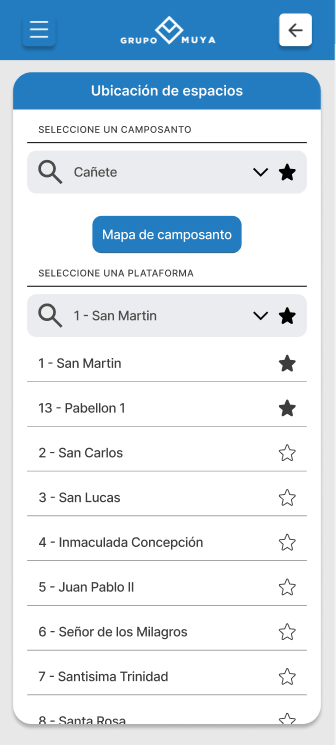 GRUPO MUYA
Ubicación de espacios
SELECCIONE UN CAMPOSANTO
Cañete
Mapa de camposanto
SELECCIONE UNA PLATAFORMA
1 - San Martin
1 - San Martin
13 - Pabellon 1
2 - San Carlos
3 - San Lucas
4 - Inmaculada Concepción
5 - Juan Pablo II
6 - Señor de los Milagros
7 - Santisima Trinidad
8 - Santa Rosa